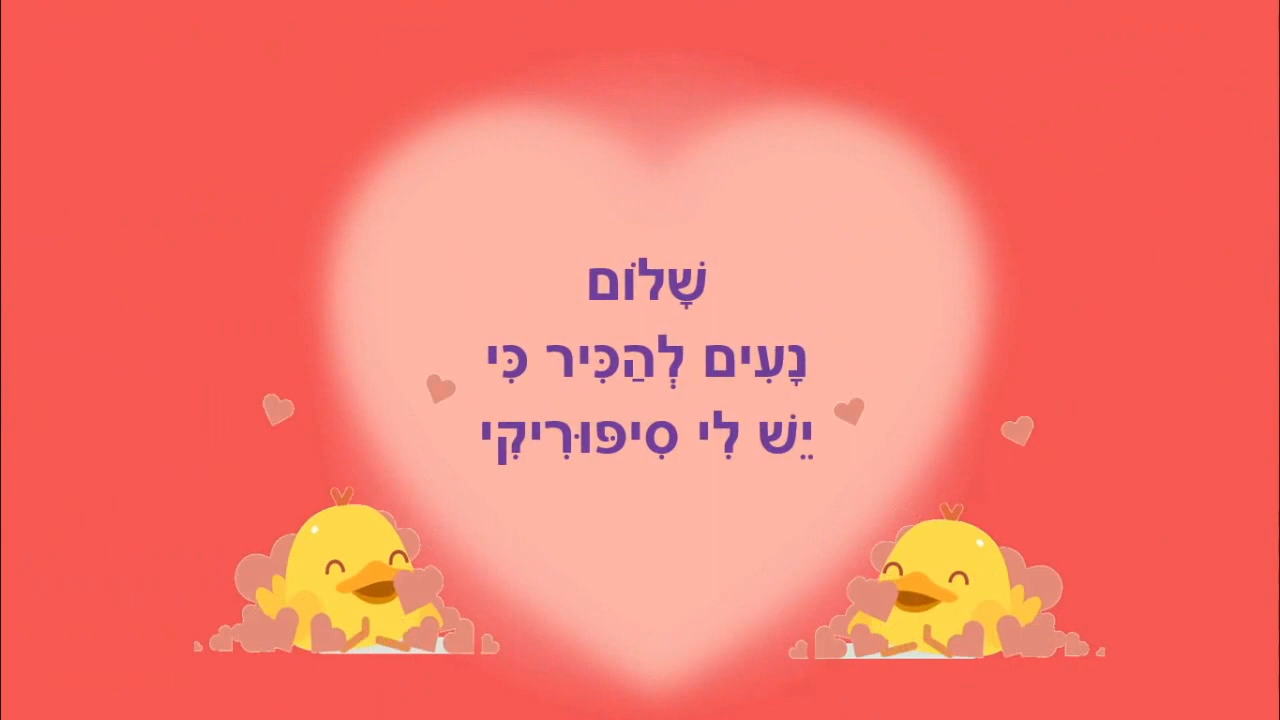 שָׁלוֹם
נָעִים לְהַכִּיר כִּי
יֵשׁ לִי סִיפּוּרִיקִי